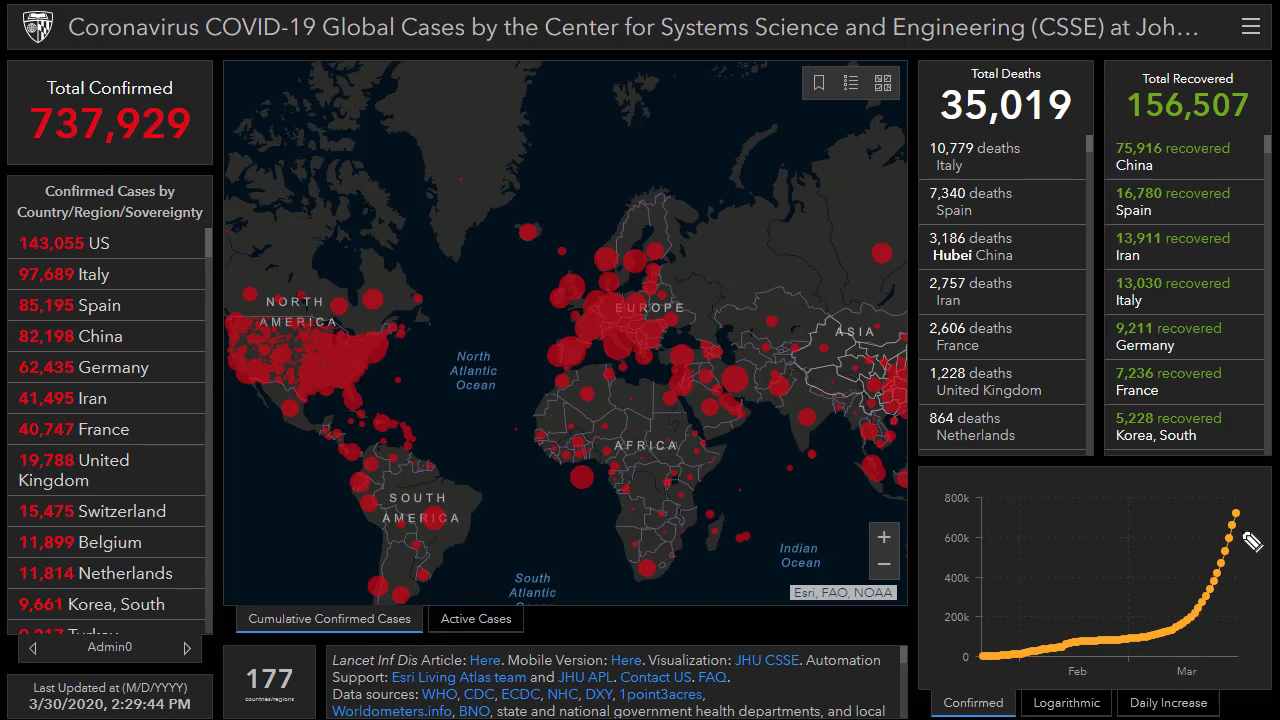 Coronavirus COVID-19 Global Cases by the Center for Systems Science and Engineering (CSSE) at Joh...
Total Confirmed
737,929
Confirmed Cases by
Country/Region/Sovereignty
143,055 US
97,689 Italy
85,195 Spain
82,198 China
62,435 Germany
41,495 Iran
40,747 France
19,788 United
Kingdom
15,475 Switzerland
11,899 Belgium
11,814 Netherlands
9,661 Korea, South
Admin0
Last Updated at (M/D/YYYY)
3/30/2020, 2:29:44 PM
NORTH
AMERICA
EUROPE
ASIA
North
Atlantic
Ocean
AFRICA
SOUTH
AMERICA
Indian
Ocean
South
Atlantic
Esri, FAO, NOAA
Cumulative Confirmed Cases
Active Cases
177
countries/regions
Lancet Inf Dis Article: Here. Mobile Version: Here. Visualization: JHU CSSE. Automation
Support: Esri Living Atlas team and JHU APL. Contact US. FAQ.
Data sources: WHO, CDC, ECDC, NHC, DXY, 1point3acres,
Worldometers.info, BNO, state and national government health departments, and local
Total Deaths
35,019
10,779 deaths
Italy
7,340 deaths
Spain
3,186 deaths
Hubei China
2,757 deaths
Iran
2,606 deaths
France
1,228 deaths
United Kingdom
864 deaths
Netherlands
Total Recovered
156,507
75,916 recovered
China
16,780 recovered
Spain
13,911 recovered
Iran
13,030 recovered
Italy
9,211 recovered
Germany
7,236 recovered
France
5,228 recovered
Korea, South
800k
600k
400k
200k
0
Feb
Mar
Confirmed
Logarithmic
Daily Increase